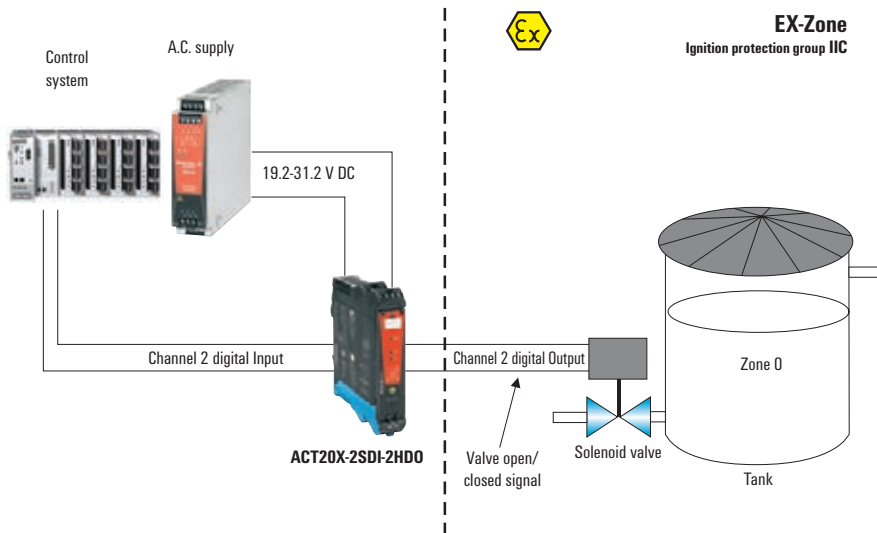 EX-Zone
Ignition protection group IIC
Ex
A.C. supply
Control
system
19.2-31.2 V DC
Channel 2 digital Input
Channel 2 digital Output
Zone 0
ACT20X-2SDI-2HDO
Valve open/
closed signal
Solenoid valve
Tank